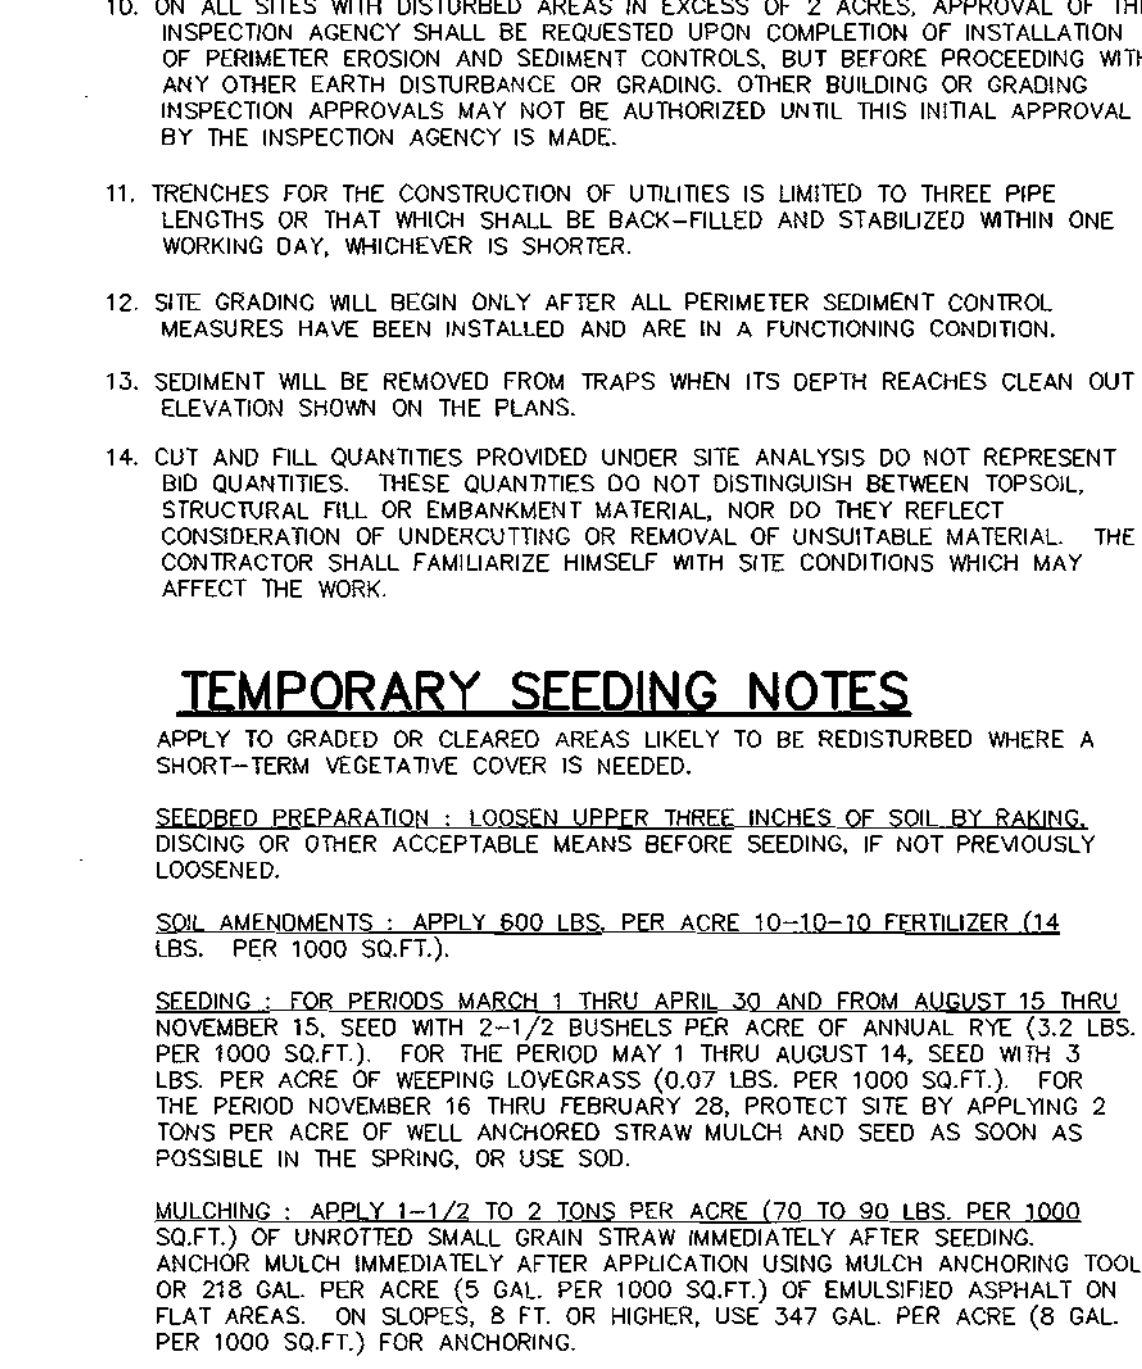 10. ON ALL SITES WITH DISTURBED AREAS IN EXCESS OF 2 ACRES, APPROVAL OF THE
INSPECTION AGENCY SHALL BE REQUESTED UPON COMPLETION OF INSTALLATION
OF PERIMETER EROSION AND SEDIMENT CONTROLS, BUT BEFORE PROCEEDING WITH
ANY OTHER EARTH DISTURBANCE OR GRADING. OTHER BUILDING OR GRADING
INSPECTION APPROVALS MAY NOT BE AUTHORIZED UNTIL THIS INITIAL APPROVAL
BY THE INSPECTION AGENCY IS MADE.
11. TRENCHES FOR THE CONSTRUCTION OF UTILITIES IS LIMITED TO THREE PIPE
LENGTHS OR THAT WHICH SHALL BE BACK-FILLED AND STABILIZED WITHIN ONE
WORKING DAY, WHICHEVER IS SHORTER.
12. SITE GRADING WILL BEGIN ONLY AFTER ALL PERIMETER SEDIMENT CONTROL
MEASURES HAVE BEEN INSTALLED AND ARE IN A FUNCTIONING CONDITION.
13. SEDIMENT WILL BE REMOVED FROM TRAPS WHEN ITS DEPTH REACHES CLEAN OUT
ELEVATION SHOWN ON THE PLANS.
14. CUT AND FILL QUANTITIES PROVIDED UNDER SITE ANALYSIS DO NOT REPRESENT
BID QUANTITIES. THESE QUANTITIES DO NOT DISTINGUISH BETWEEN TOPSOIL,
STRUCTURAL FILL OR EMBANKMENT MATERIAL, NOR DO THEY REFLECT
CONSIDERATION OF UNDERCUTTING OR REMOVAL OF UNSUITABLE MATERIAL. THE
CONTRACTOR SHALL FAMILIARIZE HIMSELF WITH SITE CONDITIONS WHICH MAY
AFFECT THE WORK.
TEMPORARY SEEDING NOTES
APPLY TO GRADED OR CLEARED AREAS LIKELY TO BE REDISTURBED WHERE A
SHORT-TERM VEGETATIVE COVER IS NEEDED.
SEEDBED PREPARATION : LOOSEN UPPER THREE INCHES OF SOIL BY RAKING,
DISCING OR OTHER ACCEPTABLE MEANS BEFORE SEEDING, IF NOT PREVIOUSLY
LOOSENED.
SOIL AMENDMENTS : APPLY 600 LBS. PER ACRE 10-10-10 FERTILIZER (14
LBS. PER 1000 SQ.FT.).
SEEDING : FOR PERIODS MARCH 1 THRU APRIL 30 AND FROM AUGUST 15 THRU
NOVEMBER 15, SEED WITH 2-1/2 BUSHELS PER ACRE OF ANNUAL RYE (3.2 LBS.
PER 1000 SQ.FT.). FOR THE PERIOD MAY 1 THRU AUGUST 14, SEED WITH 3
LBS. PER ACRE OF WEEPING LOVEGRASS (0.07 LBS. PER 1000 SQ.FT.). FOR
THE PERIOD NOVEMBER 16 THRU FEBRUARY 28, PROTECT SITE BY APPLYING 2
TONS PER ACRE OF WELL ANCHORED STRAW MULCH AND SEED AS SOON AS
POSSIBLE IN THE SPRING, OR USE SOD.
MULCHING : APPLY 1-1/2 TO 2 TONS PER ACRE (70 TO 90 LBS. PER 1000
SQ.FT.) OF UNROTTED SMALL GRAIN STRAW IMMEDIATELY AFTER SEEDING.
ANCHOR MULCH IMMEDIATELY AFTER APPLICATION USING MULCH ANCHORING TOOL
OR 218 GAL. PER ACRE (5 GAL. PER 1000 SQ.FT.) OF EMULSIFIED ASPHALT ON
FLAT AREAS. ON SLOPES, 8 FT. OR HIGHER, USE 347 GAL. PER ACRE (8 GAL.
PER 1000 SQ.FT.) FOR ANCHORING.